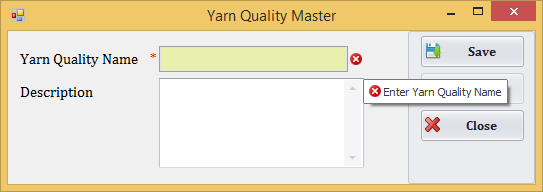 Yarn Quality Master
Yarn Quality Name *
Save
Description
Enter Yarn Quality Name
Close